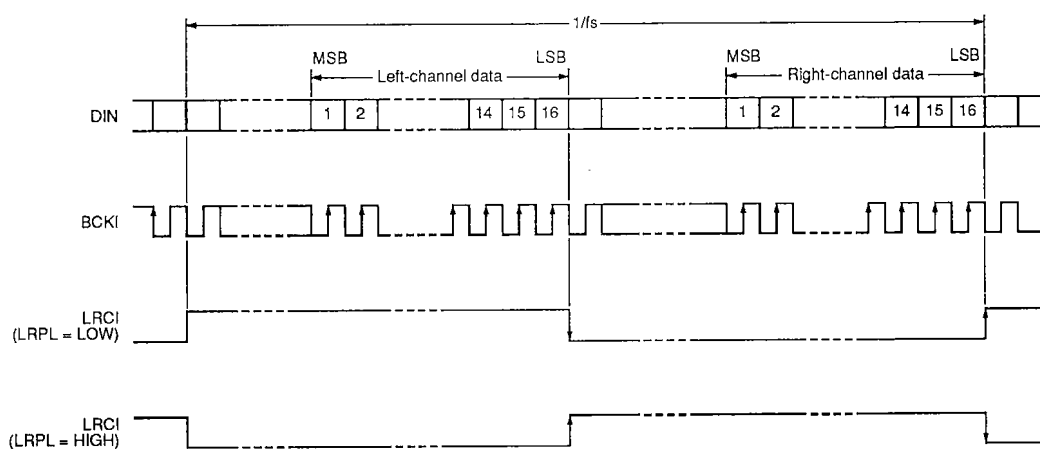 1/fs
MSB LSB MSB LSB
Left-channel data Right-channel data
DIN 1 2 14 15 16 1 2 14 15 16
BCKI
LRCI
(LRPL = LOW)
LRCI
(LRPL = HIGH)